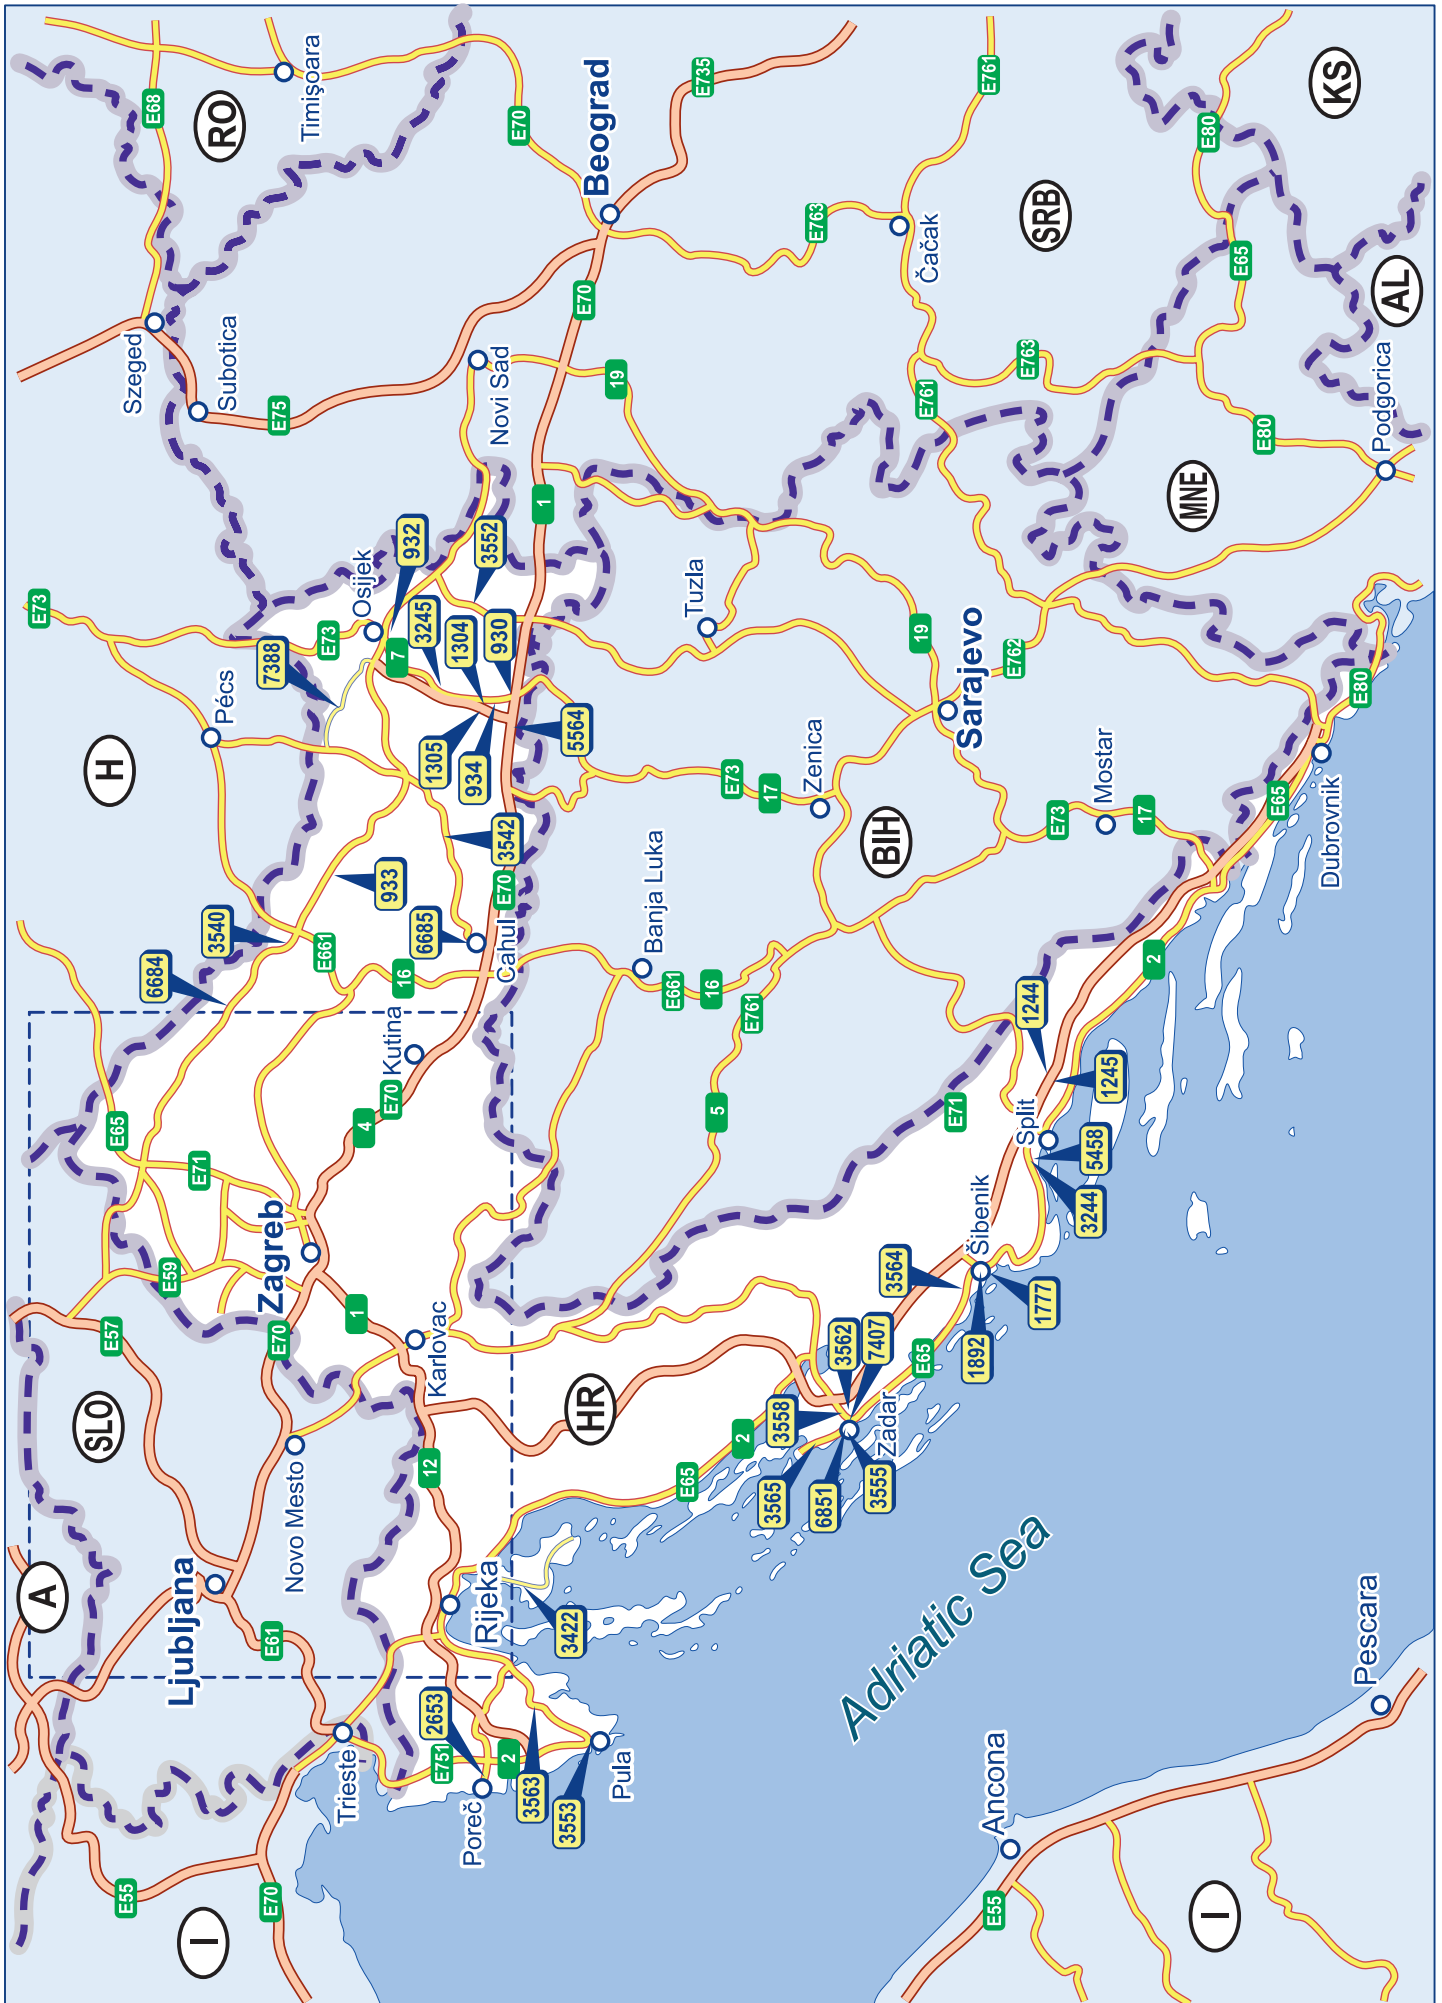 A
SLO
H
RO
I
HR
BIH
SRB
MNE
KS
AL
I
Ljubljana
Zagreb
Beograd
Sarajevo
Trieste
Novo Mesto
Karlovac
Kutina
Cahul
Rijeka
Poreč
Pula
Pécs
Osijek
Szeged
Subotica
Timişoara
Novi Sad
Banja Luka
Tuzla
Zenica
Čačak
Mostar
Podgorica
Dubrovnik
Split
Šibenik
Zadar
Ancona
Pescara
Adriatic Sea
E55
E70
E61
E57
E59
E70
E71
E65
1
4
E70
12
E751
2
16
E661
E70
E73
E73
7
1
E75
E68
E70
E70
E735
19
E763
E761
E761
E763
E80
E65
E80
E80
E65
E762
19
E73
17
E73
17
E661
16
E761
5
E71
2
E65
2
E65
E55
6684
3540
933
6685
3542
7388
932
3245
3552
1304
930
1305
934
5564
2653
3563
3553
3422
3565
3558
6851
3555
3562
7407
3564
1892
1777
3244
5458
1245
1244